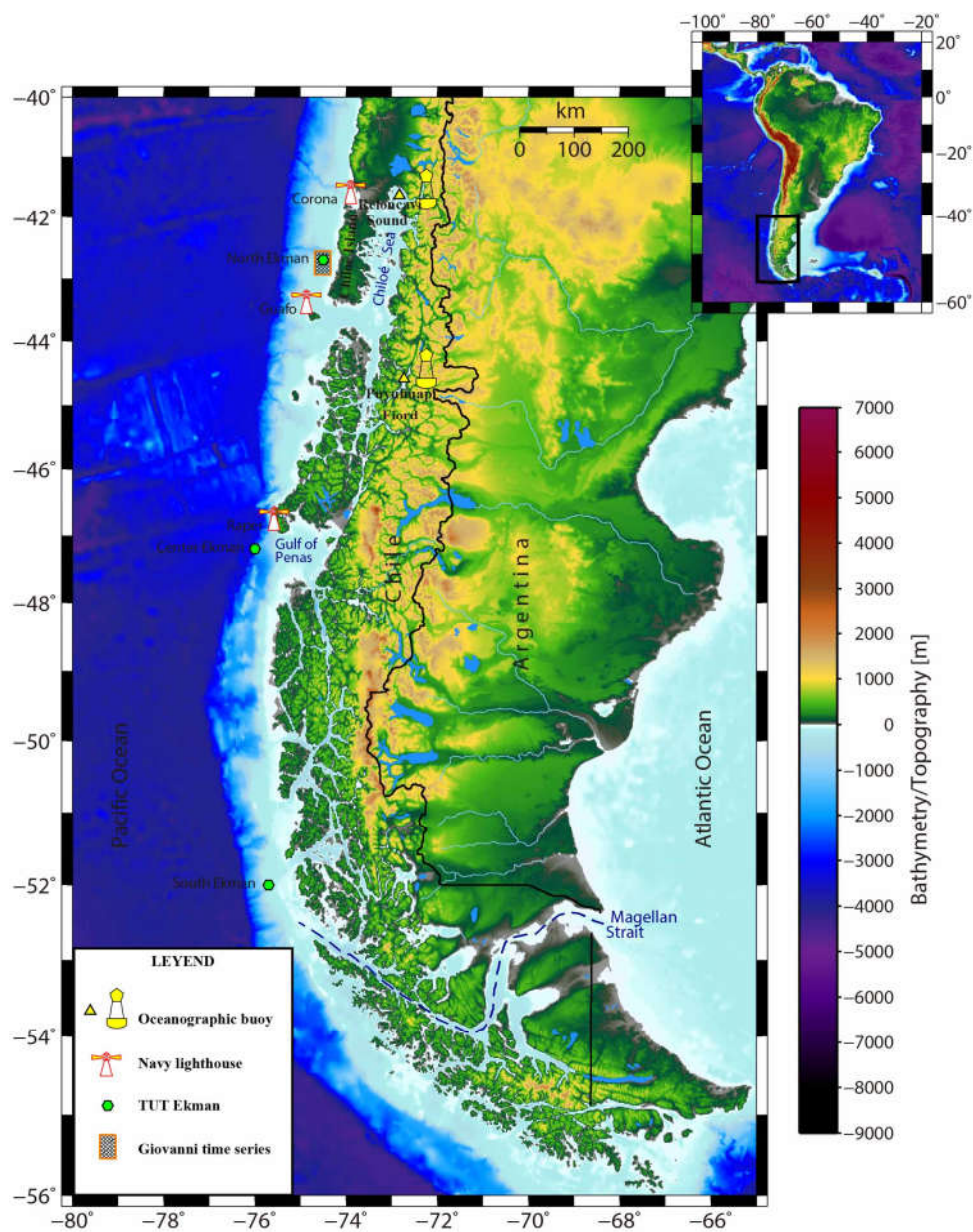 −100° −80° −60° −40°
20°
0°
−20°
−40°
−60°
km
0 100 200
−40
−42
−44
−46
−48
−50
−52
−54
−56
−80 −78 −76 −74 −72 −70 −68 −66
Corona
Reloncaví
Sound
Chiloé Sea
North Ekman
Guafo
Puyuhuapi
Fjord
Raper
Center Ekman
Gulf of
Penas
Chile
Argentina
Pacific Ocean
Atlantic Ocean
South Ekman
Magellan
Strait
LEYEND
Oceanographic buoy
Navy lighthouse
TUT Ekman
Giovanni time series
7000
6000
5000
4000
3000
2000
1000
0
−1000
−2000
−3000
−4000
−5000
−6000
−7000
−8000
−9000
Bathymetry/Topography [m]